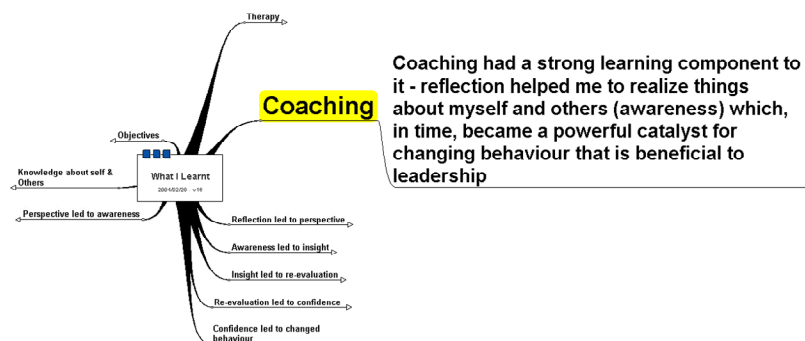 Therapy
Coaching
Coaching had a strong learning component to
it - reflection helped me to realize things
about myself and others (awareness) which,
in time, became a powerful catalyst for
changing behaviour that is beneficial to
leadership
Objectives
What I Learnt
Knowledge about self &
Others
Perspective led to awareness
Reflection led to perspective
Awareness led to insight
Insight led to re-evaluation
Re-evaluation led to confidence
Confidence led to changed
behaviour